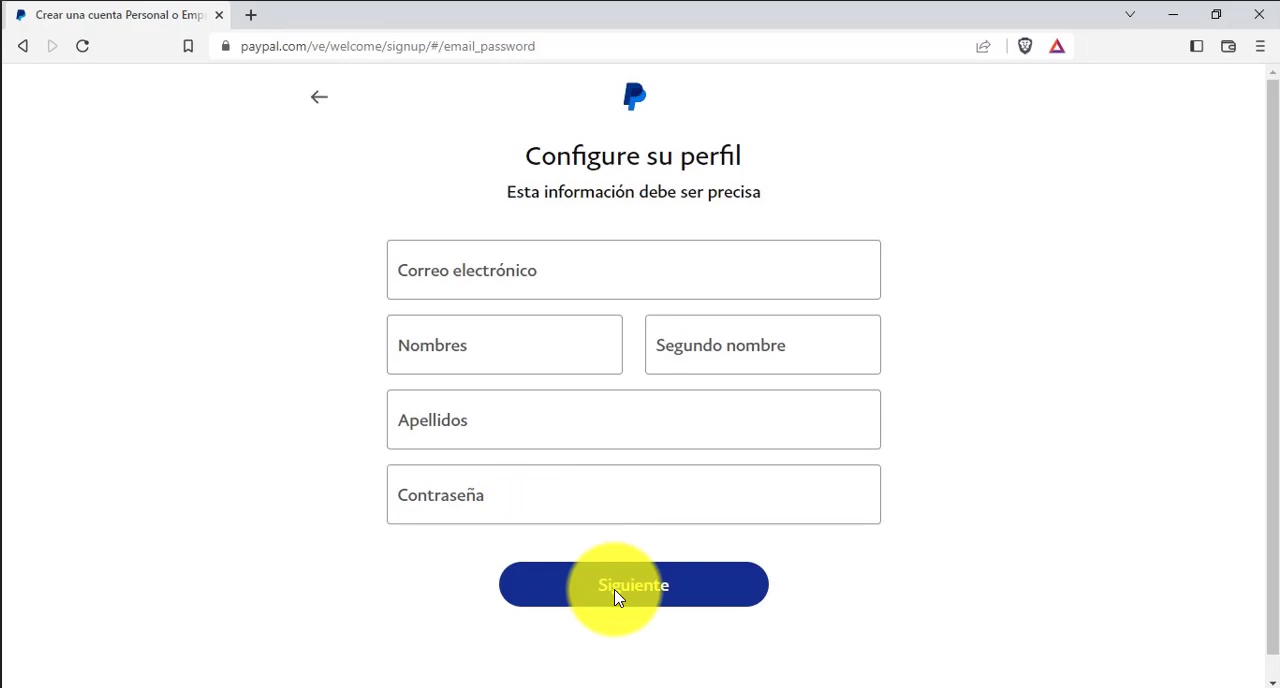 Crear una cuenta Personal o Emp
paypal.com/ve/welcome/signup/#/email_password
Configure su perfil
Esta información debe ser precisa
Correo electrónico
Nombres
Segundo nombre
Apellidos
Contraseña
Siguiente